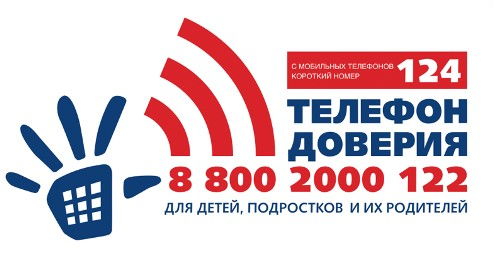 С МОБИЛЬНЫХ ТЕЛЕФОНОВ
КОРОТКИЙ НОМЕР 124
ТЕЛЕФОН
ДОВЕРИЯ
8 800 2000 122
ДЛЯ ДЕТЕЙ, ПОДРОСТКОВ И ИХ РОДИТЕЛЕЙ